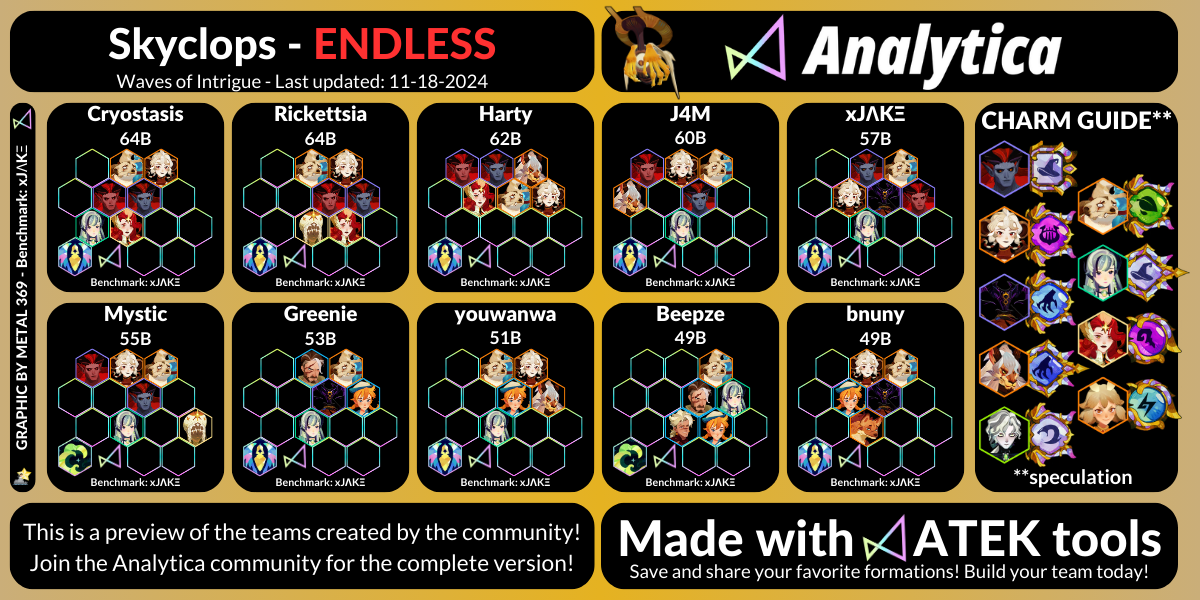 Skyclops - ENDLESS
Waves of Intrigue - Last updated: 11-18-2024
Analytica
GRAPHIC BY METAL 369 - Benchmark: xJΛKΞ
Cryostasis
64B
Benchmark: xJΛKΞ
Rickettsia
64B
Benchmark: xJΛKΞ
Harty
62B
Benchmark: xJΛKΞ
J4M
60B
Benchmark: xJΛKΞ
xJΛKΞ
57B
Benchmark: xJΛKΞ
Mystic
55B
Benchmark: xJΛKΞ
Greenie
53B
Benchmark: xJΛKΞ
youwanwa
51B
Benchmark: xJΛKΞ
Beepze
49B
Benchmark: xJΛKΞ
bnuny
49B
Benchmark: xJΛKΞ
CHARM GUIDE**
**speculation
This is a preview of the teams created by the community!
Join the Analytica community for the complete version!
Made with ATEK tools
Save and share your favorite formations! Build your team today!